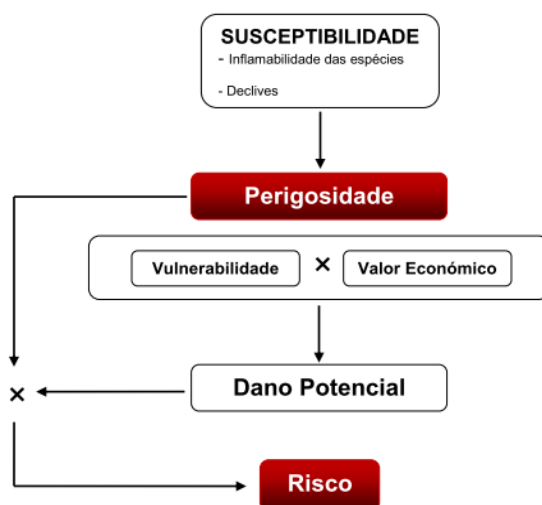 SUSCEPTIBILIDADE
- Inflamabilidade das espécies
- Declives
Perigosidade
Vulnerabilidade × Valor Económico
× Dano Potencial
Risco